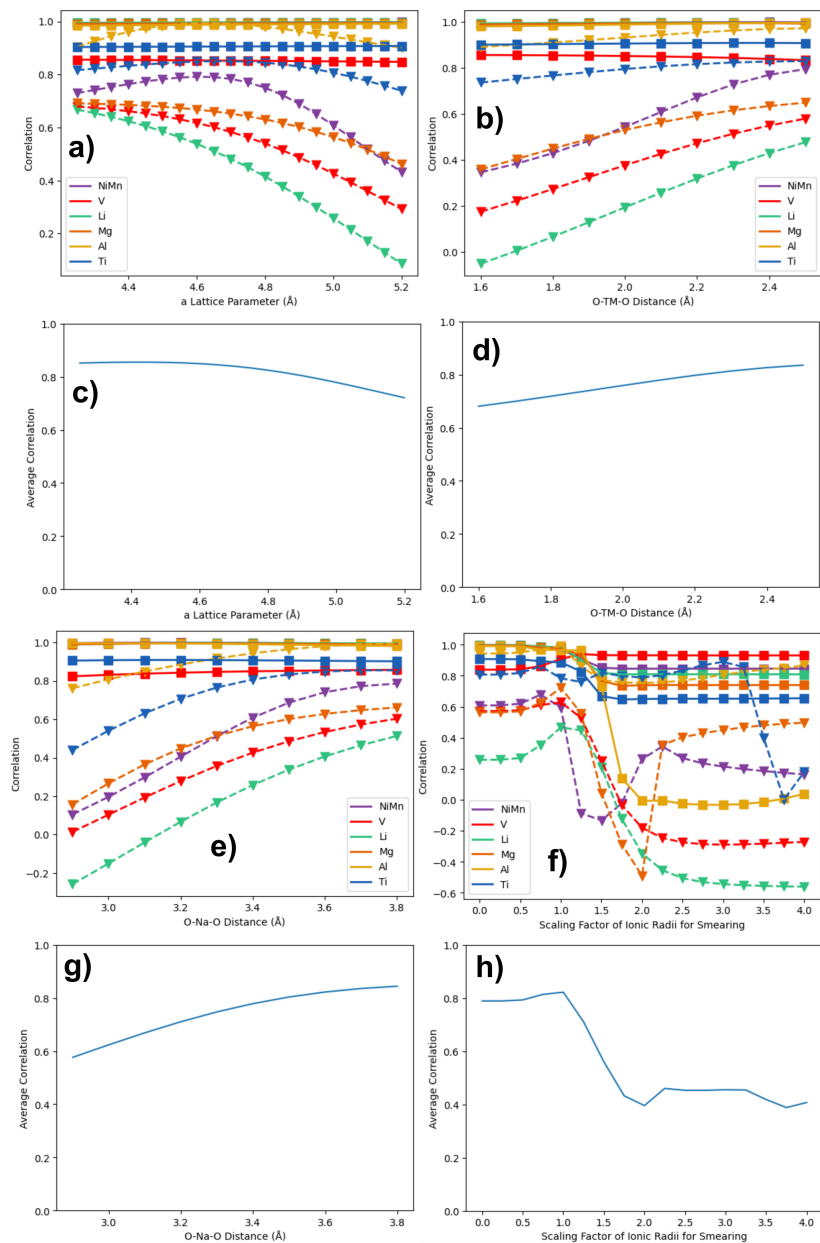 a)
Correlation
1.0
0.8
0.6
0.4
0.2
NiMn
V
Li
Mg
Al
Ti
4.4 4.6 4.8 5.0 5.2
a Lattice Parameter (Å)
b)
Correlation
1.0
0.8
0.6
0.4
0.2
0.0
NiMn
V
Li
Mg
Al
Ti
1.6 1.8 2.0 2.2 2.4
O-TM-O Distance (Å)
c)
Average Correlation
1.0
0.8
0.6
0.4
0.2
0.0
4.4 4.6 4.8 5.0 5.2
a Lattice Parameter (Å)
d)
Average Correlation
1.0
0.8
0.6
0.4
0.2
0.0
1.6 1.8 2.0 2.2 2.4
O-TM-O Distance (Å)
e)
Correlation
1.0
0.8
0.6
0.4
0.2
0.0
−0.2
NiMn
V
Li
Mg
Al
Ti
3.0 3.2 3.4 3.6 3.8
O-Na-O Distance (Å)
f)
Correlation
1.0
0.8
0.6
0.4
0.2
0.0
−0.2
−0.4
−0.6
NiMn
V
Li
Mg
Al
Ti
0.0 0.5 1.0 1.5 2.0 2.5 3.0 3.5 4.0
Scaling Factor of Ionic Radii for Smearing
g)
Average Correlation
1.0
0.8
0.6
0.4
0.2
0.0
3.0 3.2 3.4 3.6 3.8
O-Na-O Distance (Å)
h)
Average Correlation
1.0
0.8
0.6
0.4
0.2
0.0
0.0 0.5 1.0 1.5 2.0 2.5 3.0 3.5 4.0
Scaling Factor of Ionic Radii for Smearing